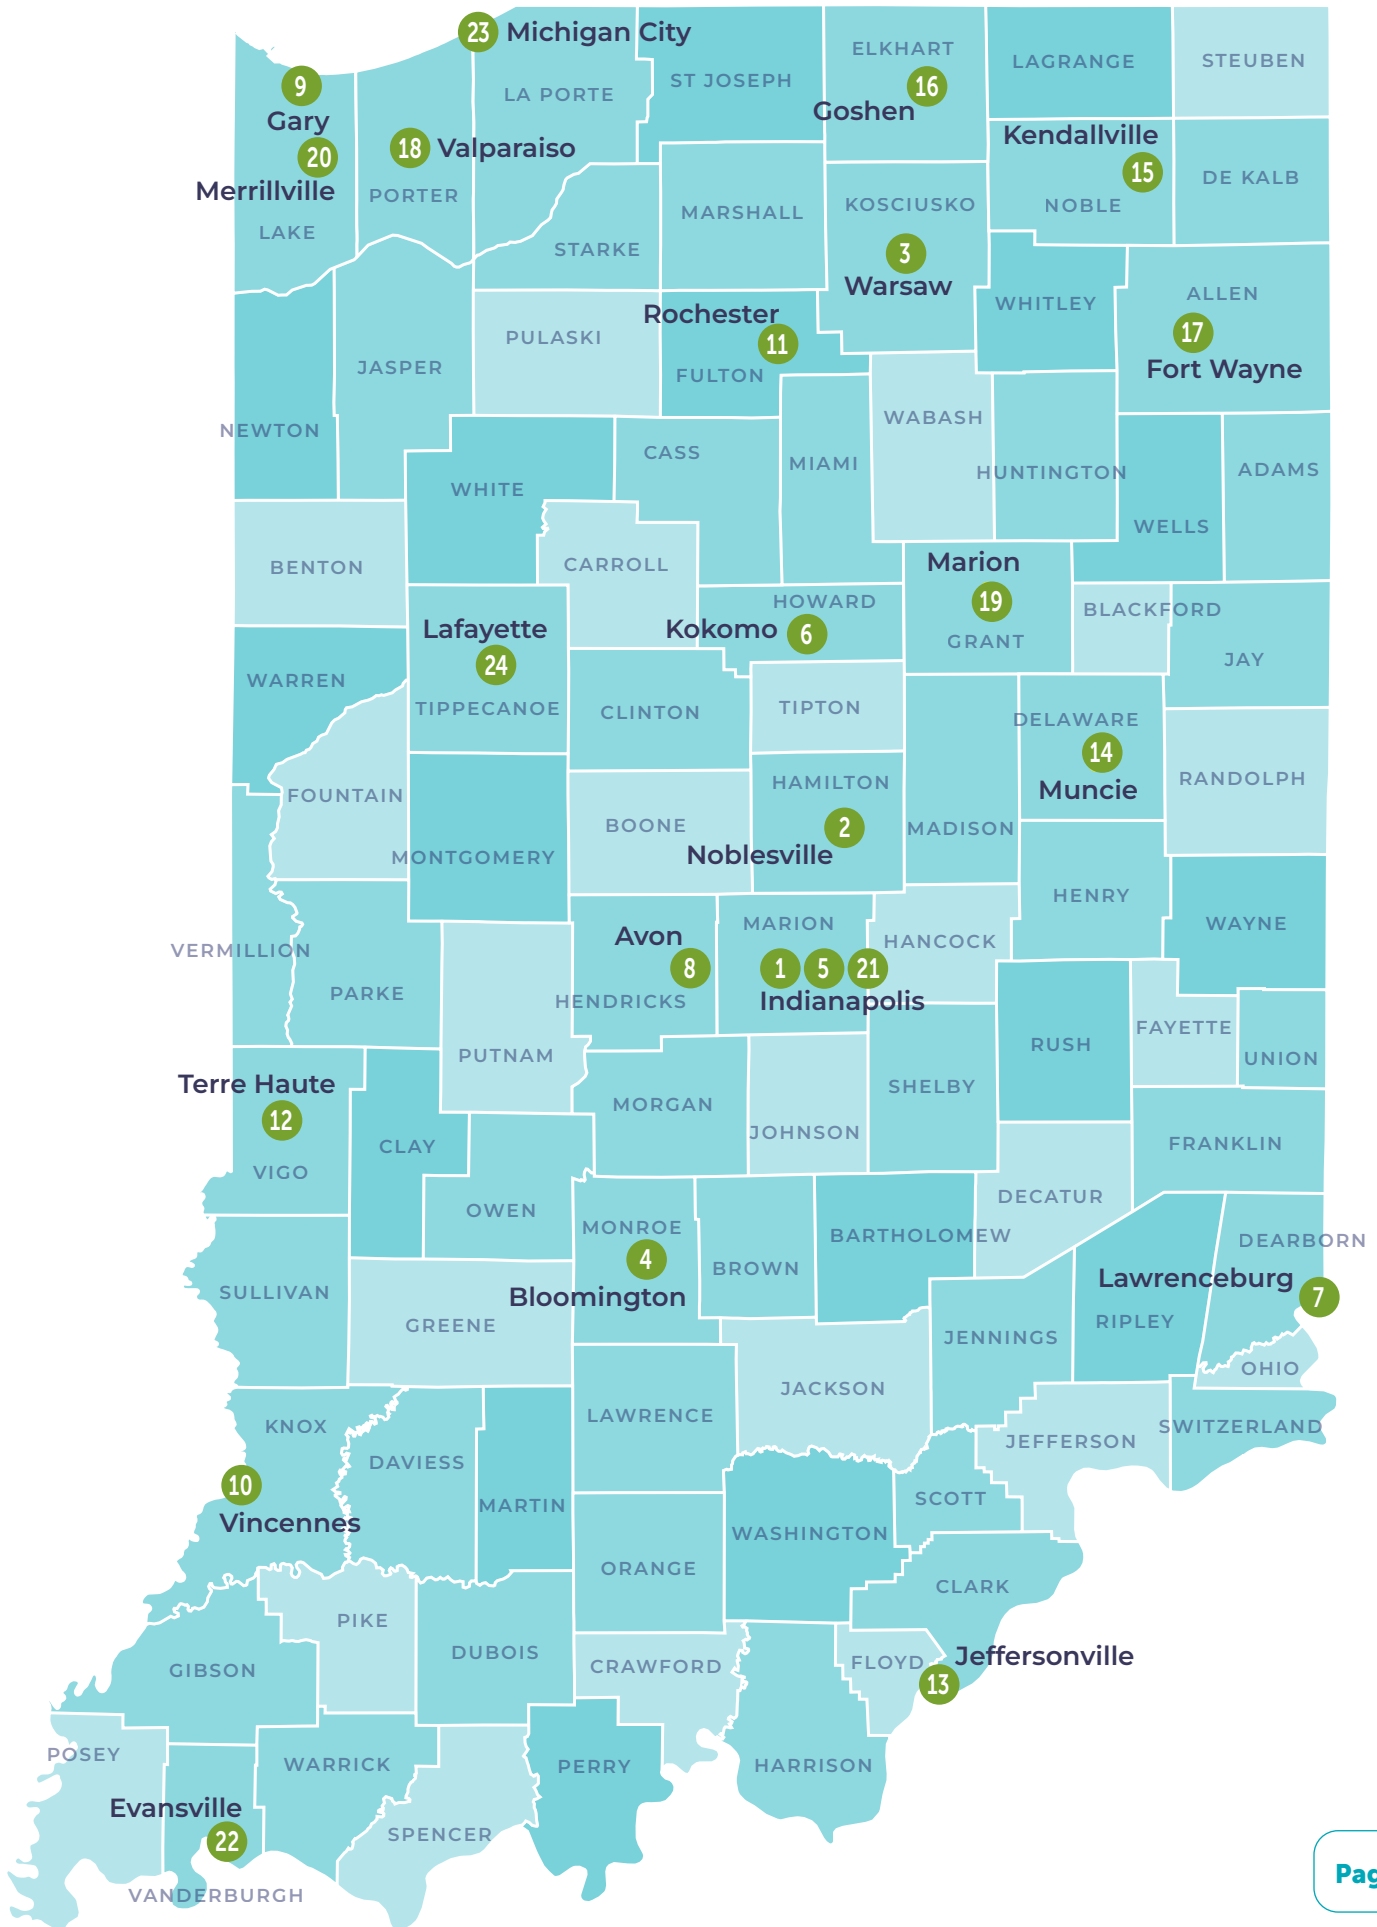 23 Michigan City
ELKHART
LAGRANGE
STEUBEN
ST JOSEPH
9
LA PORTE
16
Goshen
Gary
Kendallville
18 Valparaiso
20
15
DE KALB
Merrillville
PORTER
KOSCIUSKO
NOBLE
MARSHALL
LAKE
STARKE
3
Warsaw
ALLEN
WHITLEY
Rochester
17
PULASKI
11
JASPER
FULTON
Fort Wayne
WABASH
NEWTON
CASS
MIAMI
HUNTINGTON
ADAMS
WHITE
WELLS
BENTON
CARROLL
Marion
HOWARD
19
BLACKFORD
Lafayette
Kokomo 6
GRANT
24
JAY
WARREN
TIPPECANOE
CLINTON
TIPTON
DELAWARE
14
HAMILTON
RANDOLPH
FOUNTAIN
Muncie
BOONE
2
MADISON
MONTGOMERY
Noblesville
HENRY
MARION
WAYNE
Avon
HANCOCK
VERMILLION
8
1 5 21
PARKE
HENDRICKS
Indianapolis
FAYETTE
RUSH
PUTNAM
UNION
Terre Haute
SHELBY
12
MORGAN
JOHNSON
CLAY
FRANKLIN
VIGO
DECATUR
OWEN
MONROE
BARTHOLOMEW
DEARBORN
4
BROWN
Lawrenceburg
SULLIVAN
Bloomington
7
GREENE
RIPLEY
JENNINGS
OHIO
JACKSON
LAWRENCE
KNOX
SWITZERLAND
JEFFERSON
DAVIESS
10
SCOTT
MARTIN
Vincennes
WASHINGTON
ORANGE
CLARK
PIKE
DUBOIS
Jeffersonville
FLOYD
CRAWFORD
GIBSON
13
POSEY
WARRICK
PERRY
HARRISON
Evansville
SPENCER
22
Pag
VANDERBURGH